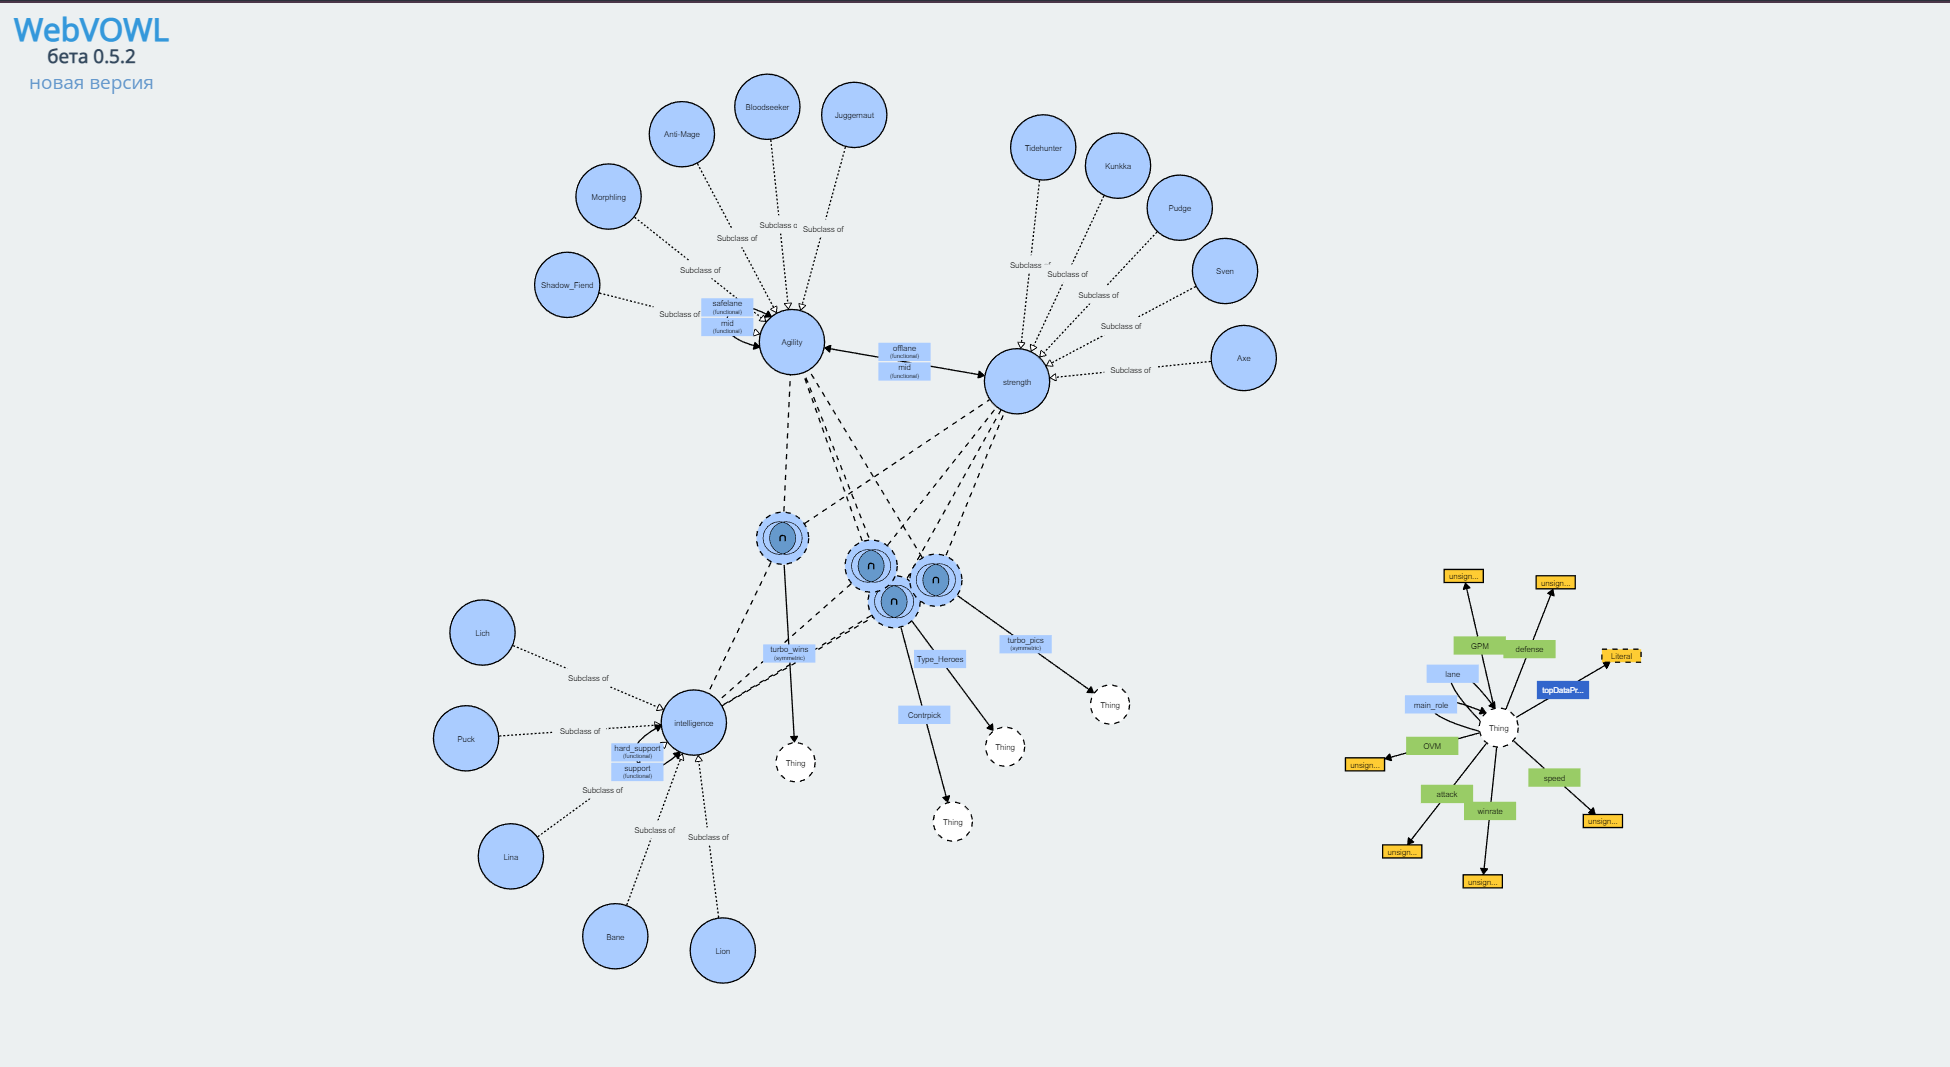 WebVOWL
бета 0.5.2
новая версия
Bloodseeker
Juggernaut
Anti-Mage
Morphling
Shadow_Fiend
Subclass of
Subclass of
Subclass of
Subclass of
Subclass of
safelane
(functional)
mid
(functional)
Agility
offlane
(functional)
mid
(functional)
Tidehunter
Kunkka
Pudge
Sven
Axe
Subclass of
Subclass of
Subclass of
Subclass of
Subclass of
strength
∩
∩
∩
∩
turbo_wins
(symmetric)
Type_Heroes
turbo_pics
(symmetric)
Contrpick
Thing
Thing
Thing
Thing
Lich
Puck
Lina
Bane
Lion
Subclass of
Subclass of
Subclass of
Subclass of
Subclass of
intelligence
hard_support
(functional)
support
(functional)
unsign...
unsign...
GPM
defense
Literal
lane
topDataPr...
main_role
Thing
OVM
unsign...
speed
attack
winrate
unsign...
unsign...
unsign...